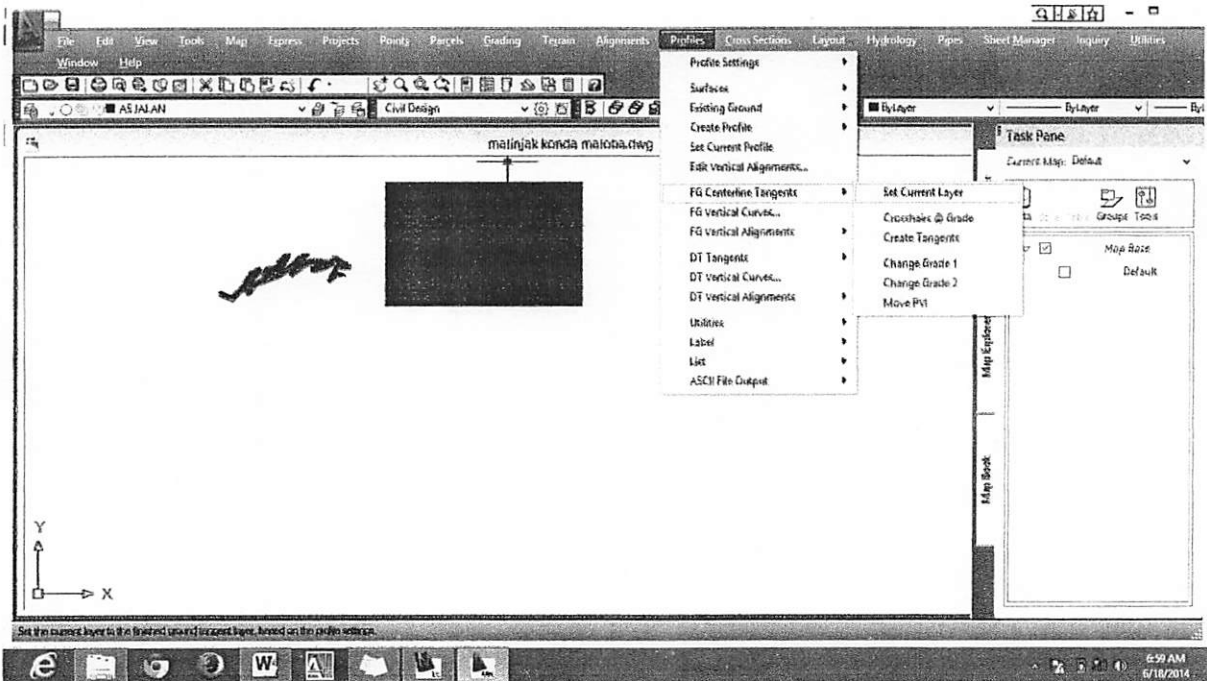 File Edit View Tools Map Express Projects Points Parcels Grading Terrain Alignments Profiles Cross Sections Layout Hydrology Pipes Sheet Manager Inquiry Utilities
Window Help
AS JALAN
Civil Design
ByLayer
ByLayer
malinjak konda maloba.dwg
Profile Settings
Surfaces
Existing Ground
Create Profile
Set Current Profile
Edit Vertical Alignments...
FG Centerline Tangents
FG Vertical Curves...
FG Vertical Alignments
DT Tangents
DT Vertical Curves...
DT Vertical Alignments
Utilities
Label
List
ASCII File Output
Set Current Layer
Crosshairs @ Grade
Create Tangents
Change Grade 1
Change Grade 2
Move PVI
Task Pane
Current Map: Default
Groups Tools
Map Base
Default
Map Explorer
Map Book
Y
X
Set the current layer to the finished ground tangent layer, based on the profile settings.
6:59 AM
6/18/2014